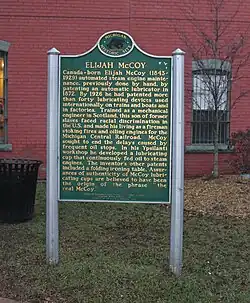 MICHIGAN
ELIJAH McCOY
Canada-born Elijah McCoy (1843-
1929) automated steam engine mainte-
nance, previously done by hand, by
patenting an automatic lubricator in
1872. By 1926 he had patented more
than forty lubricating devices used
internationally on trains and boats and
in factories. Trained as a mechanical
engineer in Scotland, this son of former
slaves faced racial discrimination in
the U.S. and made his living as a fireman
stoking fires and oiling engines for the
Michigan Central Railroad. McCoy
sought to end the delays caused by
frequent oil stops. In his Ypsilanti
workshop he developed a lubricating
cup that continuously fed oil to steam
engines. The inventor's other patents
included a folding ironing table. Assur-
ances of authenticity of McCoy lubri-
cating cups are believed to have been
the origin of the phrase "the
real McCoy."